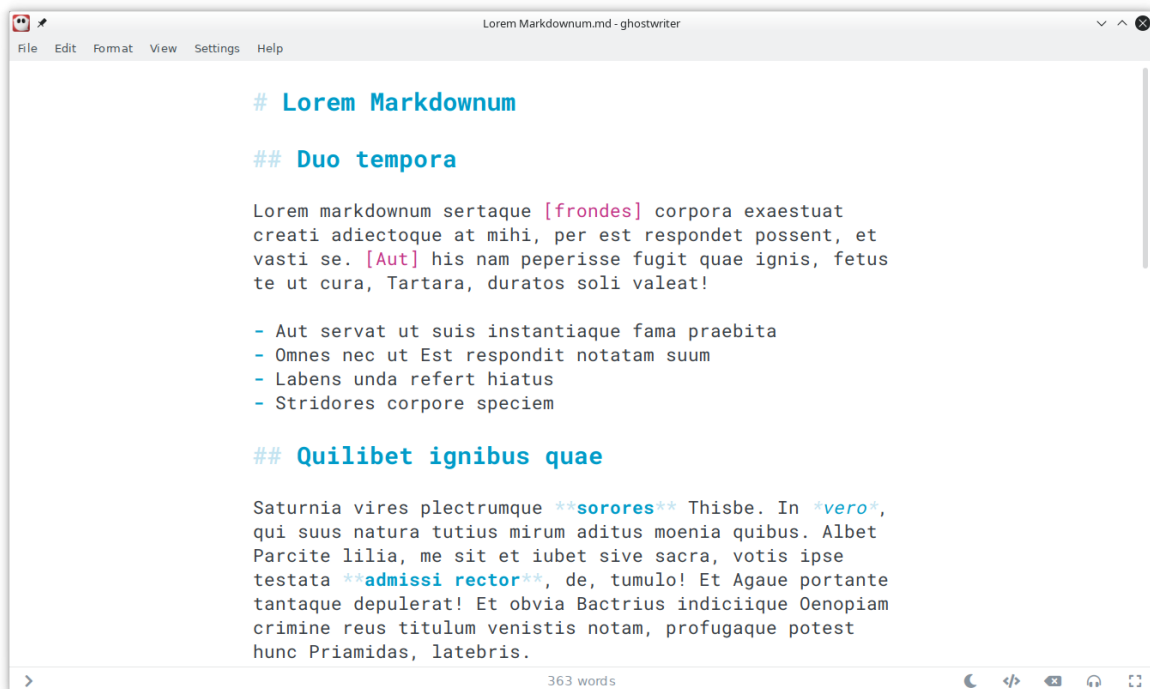 Lorem Markdownum.md - ghostwriter
File Edit Format View Settings Help
# Lorem Markdownum
## Duo tempora
Lorem markdownum sertaque [frondes] corpora exaestuat
creati adiectoque at mihi, per est respondet possent, et
vasti se. [Aut] his nam peperisse fugit quae ignis, fetus
te ut cura, Tartara, duratos soli valeat!
- Aut servat ut suis instantiaque fama praebita
- Omnes nec ut Est respondit notatam suum
- Labens unda refert hiatus
- Stridores corpore speciem
## Quilibet ignibus quae
Saturnia vires plectrumque **sorores** Thisbe. In *vero*,
qui suus natura tutius mirum aditus moenia quibus. Albet
Parcite lilia, me sit et iubet sive sacra, votis ipse
testata **admissi rector**, de, tumulo! Et Agaue portante
tantaque depulerat! Et obvia Bactrius indiciique Oenopiam
crimine reus titulum venistis notam, profugaque potest
hunc Priamidas, latebris.
363 words